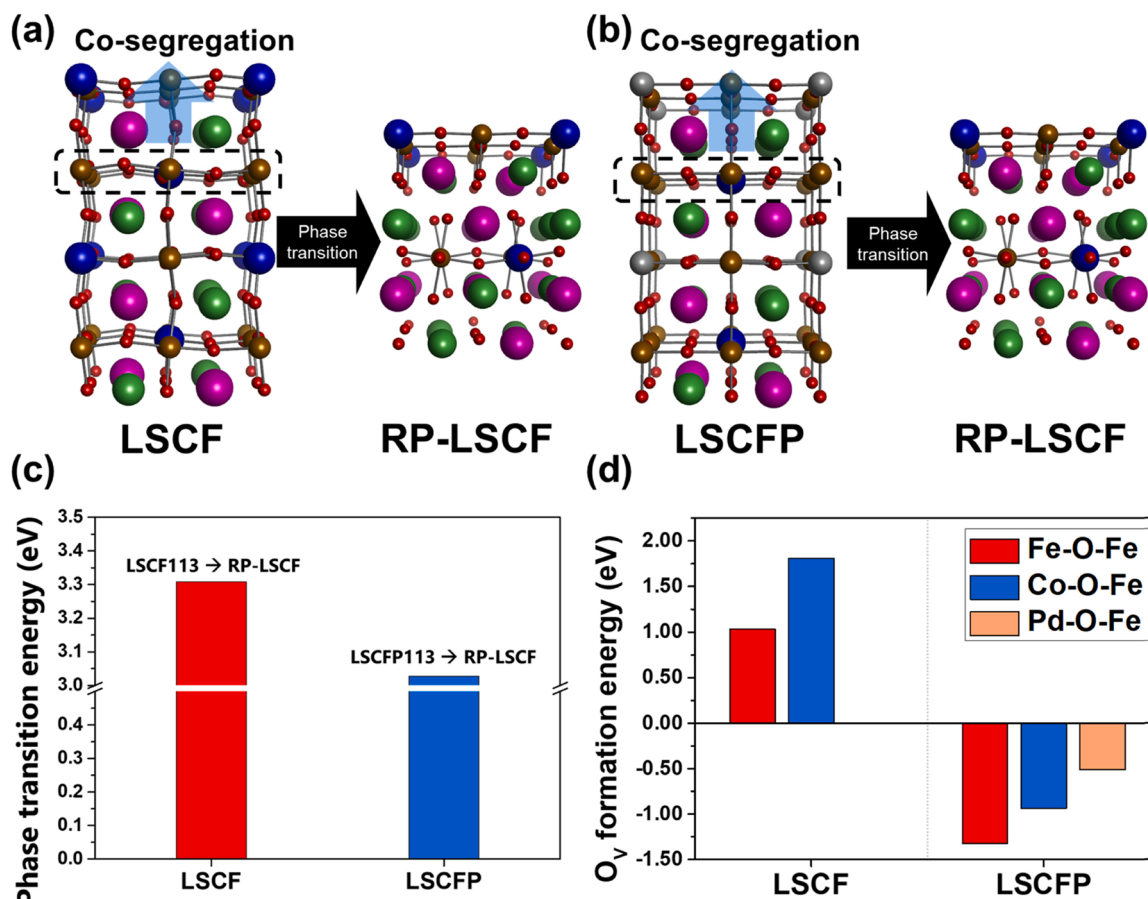 (a)
Co-segregation
Phase
transition
LSCF
RP-LSCF
(b)
Co-segregation
Phase
transition
LSCFP
RP-LSCF
(c)
Phase transition energy (eV)
3.5
3.4
3.3
3.2
3.1
3.0
0.4
0.3
0.2
0.1
0.0
LSCF113 → RP-LSCF
LSCFP113 → RP-LSCF
LSCF
LSCFP
(d)
Oᵥ formation energy (eV)
2.00
1.50
1.00
0.50
0.00
-0.50
-1.00
-1.50
Fe-O-Fe
Co-O-Fe
Pd-O-Fe
LSCF
LSCFP